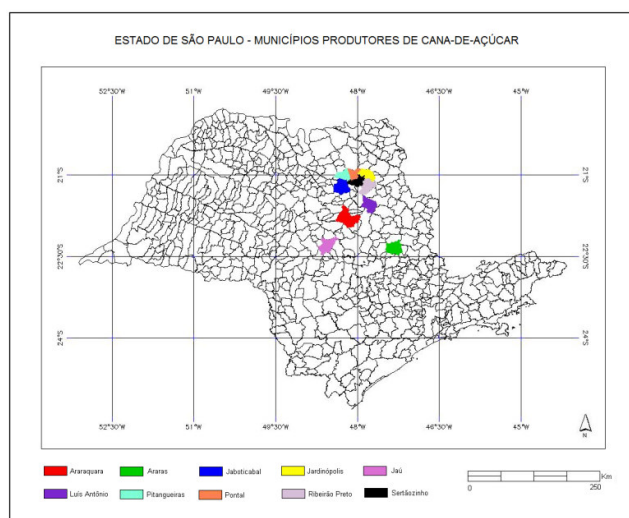 ESTADO DE SÃO PAULO - MUNICÍPIOS PRODUTORES DE CANA-DE-AÇÚCAR
52°30'W 51°W 49°30'W 48°W 46°30'W 45°W
21°S 21°S
22°30'S 22°30'S
24°S 24°S
52°30'W 51°W 49°30'W 48°W 46°30'W 45°W
N
Araraquara Araras Jaboticabal Jardinópolis Jaú
Luís Antônio Pitangueiras Pontal Ribeirão Preto Sertãozinho
Km
0 250